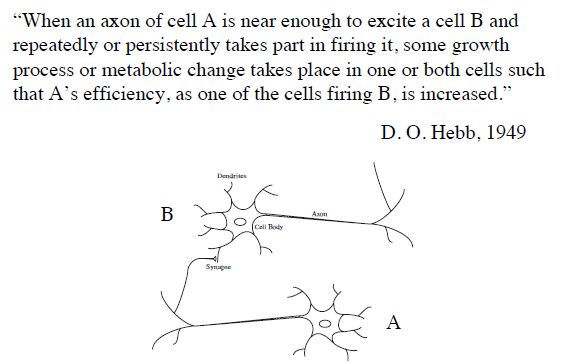 “When an axon of cell A is near enough to excite a cell B and
repeatedly or persistently takes part in firing it, some growth
process or metabolic change takes place in one or both cells such
that A’s efficiency, as one of the cells firing B, is increased.”
D. O. Hebb, 1949
Dendrites
B
Axon
Cell Body
Synapse
A